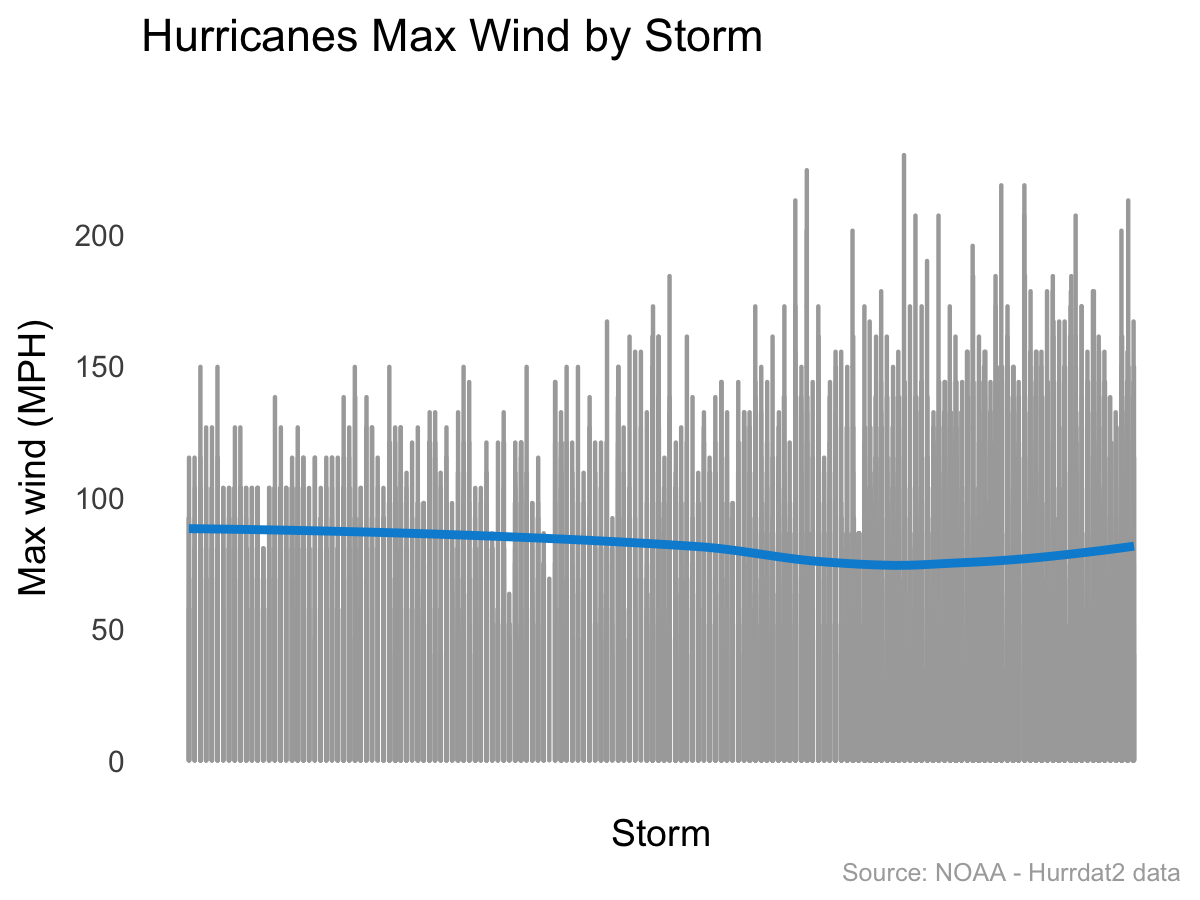 Hurricanes Max Wind by Storm
Max wind (MPH)
200
150
100
50
0
Storm
Source: NOAA - Hurrdat2 data